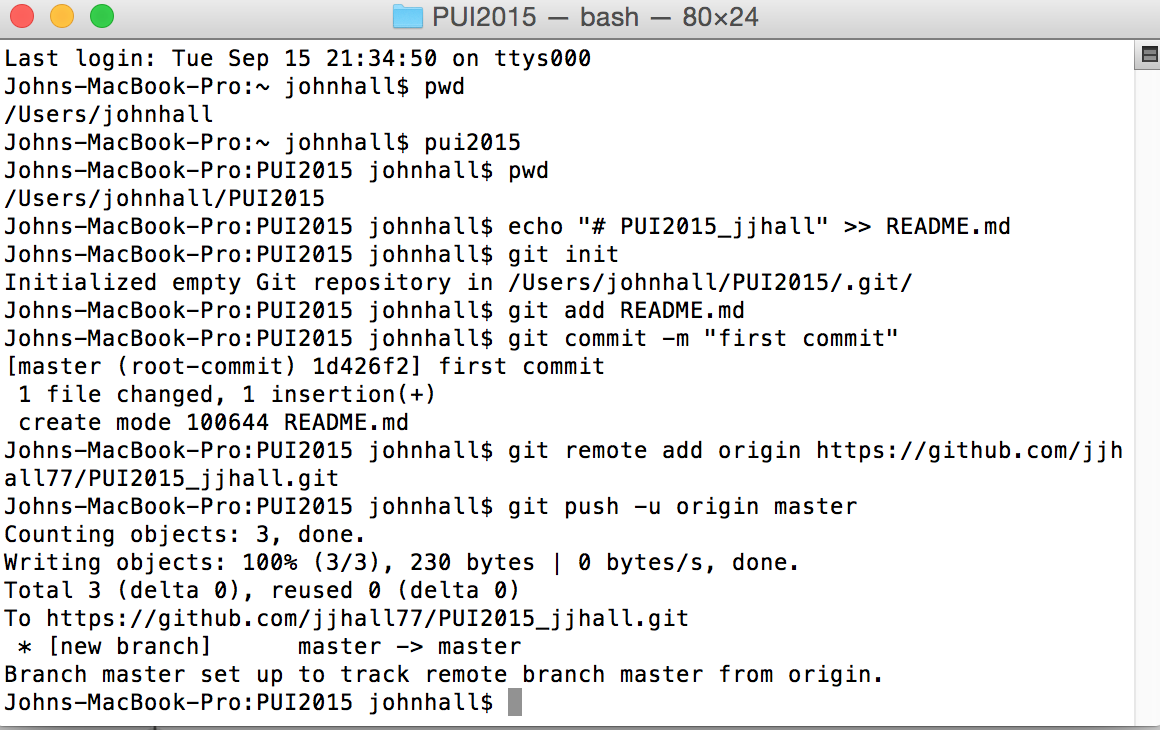 PUI2015 — bash — 80×24
Last login: Tue Sep 15 21:34:50 on ttys000
Johns-MacBook-Pro:~ johnhall$ pwd
/Users/johnhall
Johns-MacBook-Pro:~ johnhall$ pui2015
Johns-MacBook-Pro:PUI2015 johnhall$ pwd
/Users/johnhall/PUI2015
Johns-MacBook-Pro:PUI2015 johnhall$ echo "# PUI2015_jjhall" >> README.md
Johns-MacBook-Pro:PUI2015 johnhall$ git init
Initialized empty Git repository in /Users/johnhall/PUI2015/.git/
Johns-MacBook-Pro:PUI2015 johnhall$ git add README.md
Johns-MacBook-Pro:PUI2015 johnhall$ git commit -m "first commit"
[master (root-commit) 1d426f2] first commit
 1 file changed, 1 insertion(+)
 create mode 100644 README.md
Johns-MacBook-Pro:PUI2015 johnhall$ git remote add origin https://github.com/jjh
all77/PUI2015_jjhall.git
Johns-MacBook-Pro:PUI2015 johnhall$ git push -u origin master
Counting objects: 3, done.
Writing objects: 100% (3/3), 230 bytes | 0 bytes/s, done.
Total 3 (delta 0), reused 0 (delta 0)
To https://github.com/jjhall77/PUI2015_jjhall.git
 * [new branch]      master -> master
Branch master set up to track remote branch master from origin.
Johns-MacBook-Pro:PUI2015 johnhall$